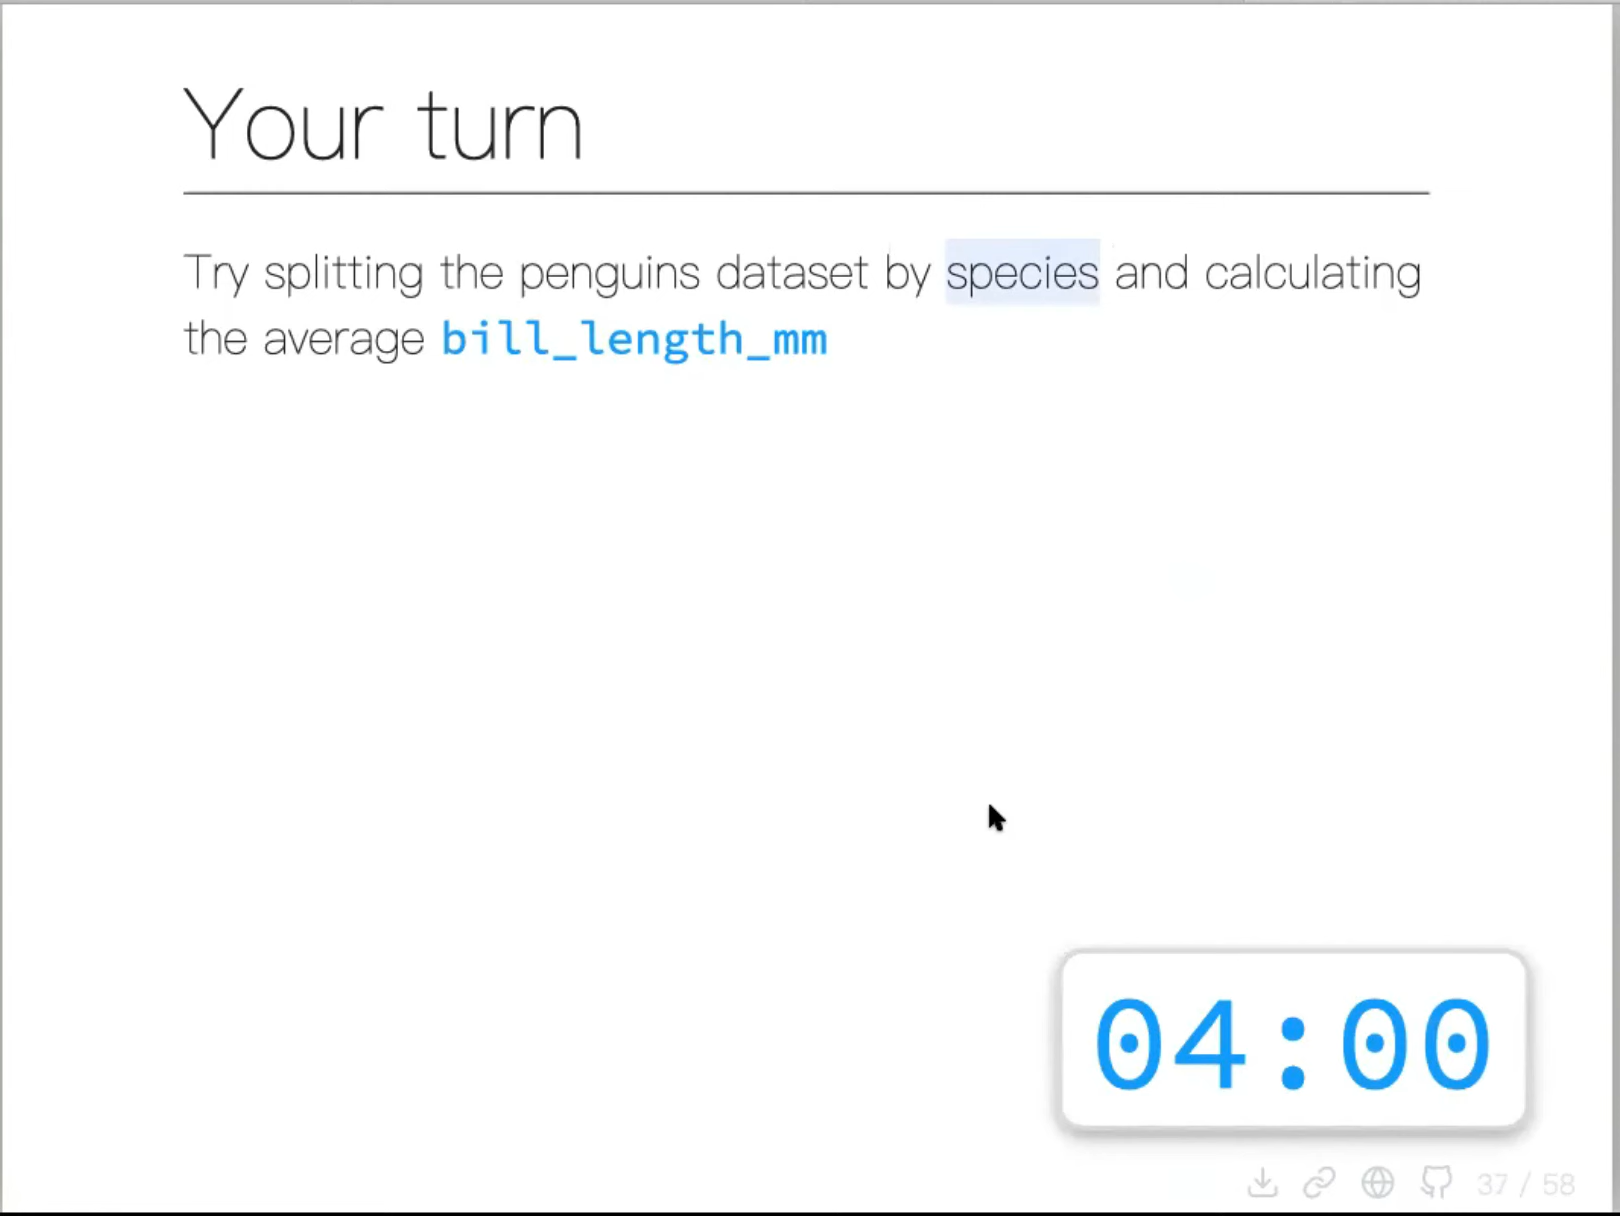 Your turn
Try splitting the penguins dataset by species and calculating
the average bill_length_mm
04:00
37 / 58